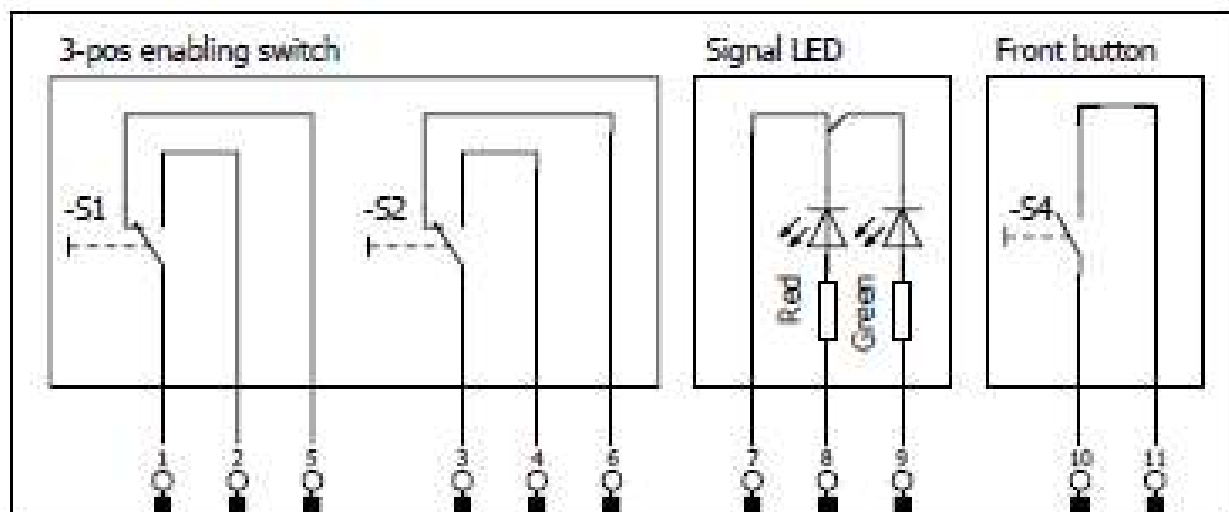 3-pos enabling switch
Signal LED
Front button
-S1
-S2
-S4
Red
Green
1 2 5 3 4 6 7 8 9 10 11